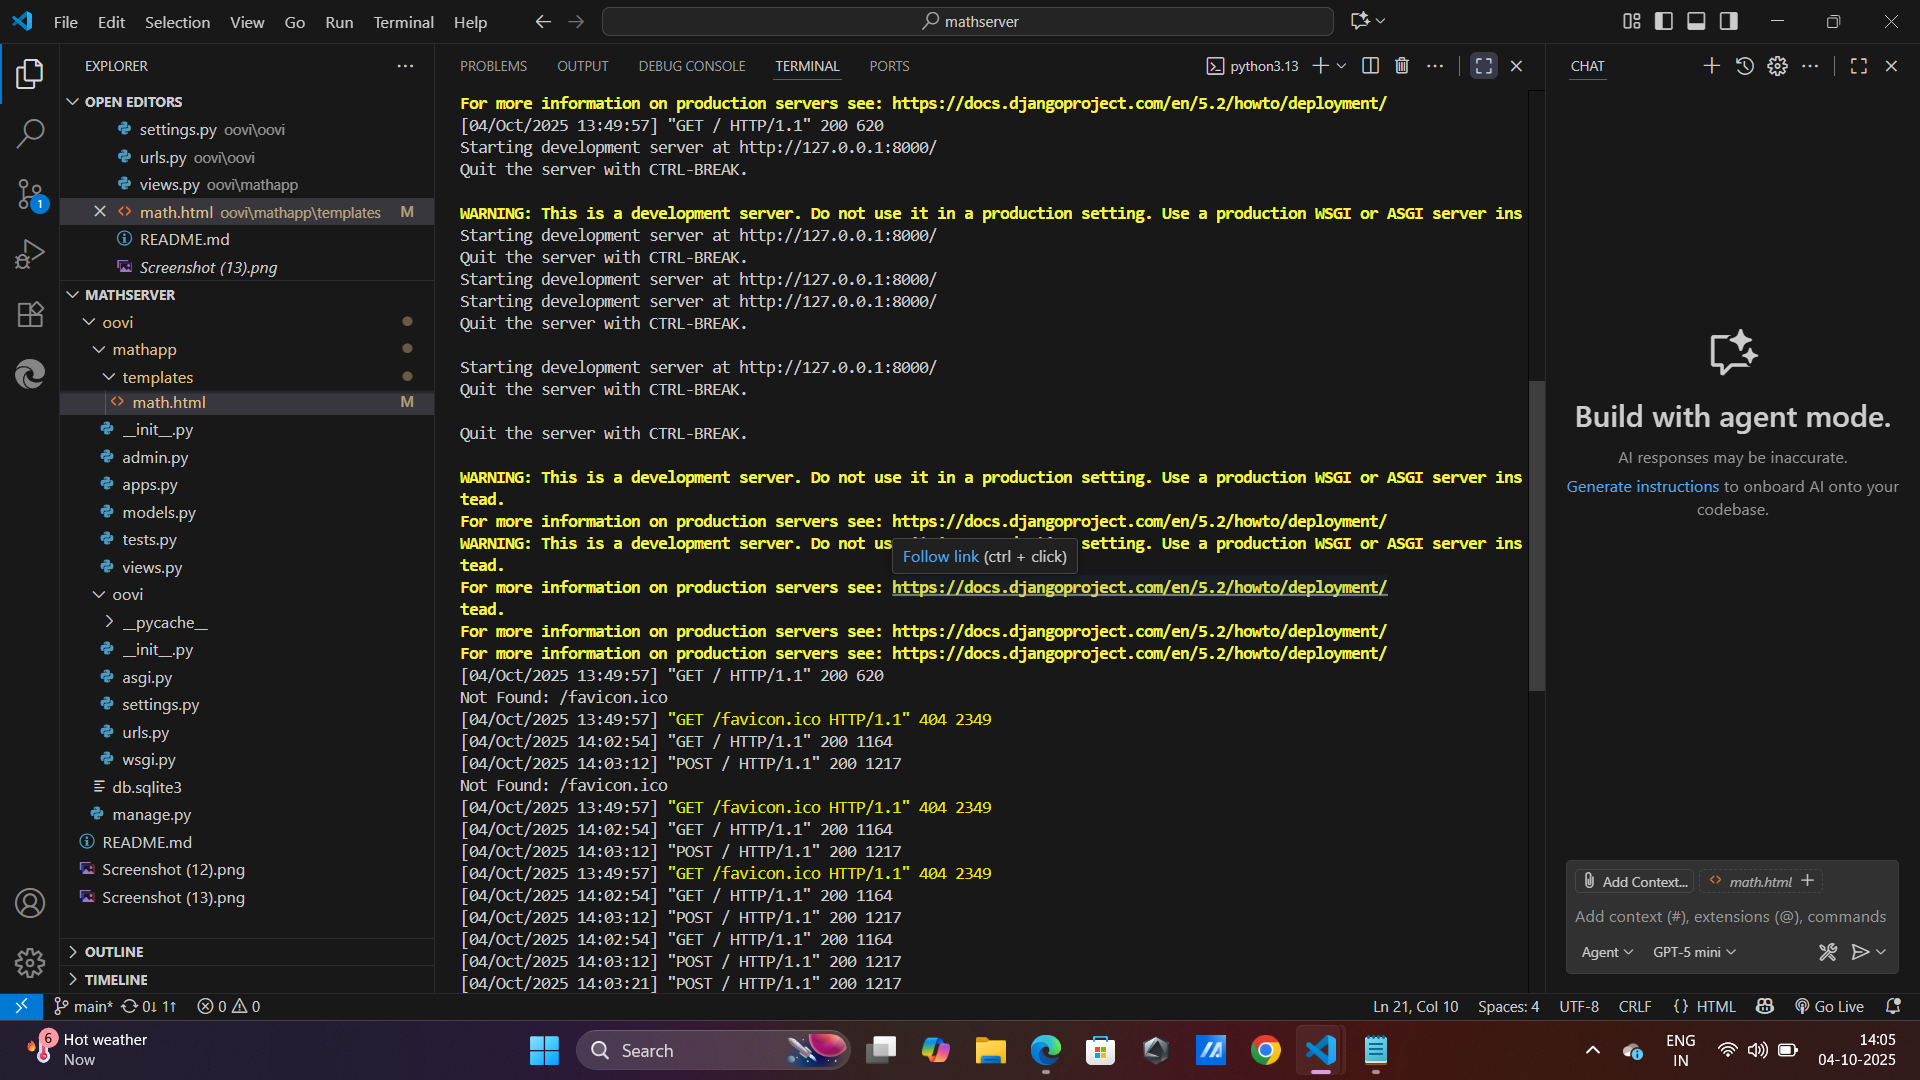 File Edit Selection View Go Run Terminal Help
mathserver
EXPLORER
OPEN EDITORS
settings.py oovi\oovi
urls.py oovi\oovi
views.py oovi\mathapp
math.html oovi\mathapp\templates M
README.md
Screenshot (13).png
MATHSERVER
oovi
mathapp
templates
math.html M
__init__.py
admin.py
apps.py
models.py
tests.py
views.py
oovi
__pycache__
__init__.py
asgi.py
settings.py
urls.py
wsgi.py
db.sqlite3
manage.py
README.md
Screenshot (12).png
Screenshot (13).png
OUTLINE
TIMELINE
1
PROBLEMS OUTPUT DEBUG CONSOLE TERMINAL PORTS
python3.13
For more information on production servers see: https://docs.djangoproject.com/en/5.2/howto/deployment/
[04/Oct/2025 13:49:57] "GET / HTTP/1.1" 200 620
Starting development server at http://127.0.0.1:8000/
Quit the server with CTRL-BREAK.
WARNING: This is a development server. Do not use it in a production setting. Use a production WSGI or ASGI server ins
Starting development server at http://127.0.0.1:8000/
Quit the server with CTRL-BREAK.
Starting development server at http://127.0.0.1:8000/
Starting development server at http://127.0.0.1:8000/
Quit the server with CTRL-BREAK.
Starting development server at http://127.0.0.1:8000/
Quit the server with CTRL-BREAK.
Quit the server with CTRL-BREAK.
WARNING: This is a development server. Do not use it in a production setting. Use a production WSGI or ASGI server ins
tead.
For more information on production servers see: https://docs.djangoproject.com/en/5.2/howto/deployment/
WARNING: This is a development server. Do not us setting. Use a production WSGI or ASGI server ins
Follow link (ctrl + click)
tead.
For more information on production servers see: https://docs.djangoproject.com/en/5.2/howto/deployment/
tead.
For more information on production servers see: https://docs.djangoproject.com/en/5.2/howto/deployment/
For more information on production servers see: https://docs.djangoproject.com/en/5.2/howto/deployment/
[04/Oct/2025 13:49:57] "GET / HTTP/1.1" 200 620
Not Found: /favicon.ico
[04/Oct/2025 13:49:57] "GET /favicon.ico HTTP/1.1" 404 2349
[04/Oct/2025 14:02:54] "GET / HTTP/1.1" 200 1164
[04/Oct/2025 14:03:12] "POST / HTTP/1.1" 200 1217
Not Found: /favicon.ico
[04/Oct/2025 13:49:57] "GET /favicon.ico HTTP/1.1" 404 2349
[04/Oct/2025 14:02:54] "GET / HTTP/1.1" 200 1164
[04/Oct/2025 14:03:12] "POST / HTTP/1.1" 200 1217
[04/Oct/2025 13:49:57] "GET /favicon.ico HTTP/1.1" 404 2349
[04/Oct/2025 14:02:54] "GET / HTTP/1.1" 200 1164
[04/Oct/2025 14:03:12] "POST / HTTP/1.1" 200 1217
[04/Oct/2025 14:02:54] "GET / HTTP/1.1" 200 1164
[04/Oct/2025 14:03:12] "POST / HTTP/1.1" 200 1217
[04/Oct/2025 14:03:21] "POST / HTTP/1.1" 200 1217
CHAT
Build with agent mode.
AI responses may be inaccurate.
Generate instructions to onboard AI onto your
codebase.
Add Context... math.html
Add context (#), extensions (@), commands
Agent GPT-5 mini
main* 0↓ 1↑ 0 0
Ln 21, Col 10 Spaces: 4 UTF-8 CRLF {} HTML Go Live
6
Hot weather
Now
Search
ENG
IN
14:05
04-10-2025